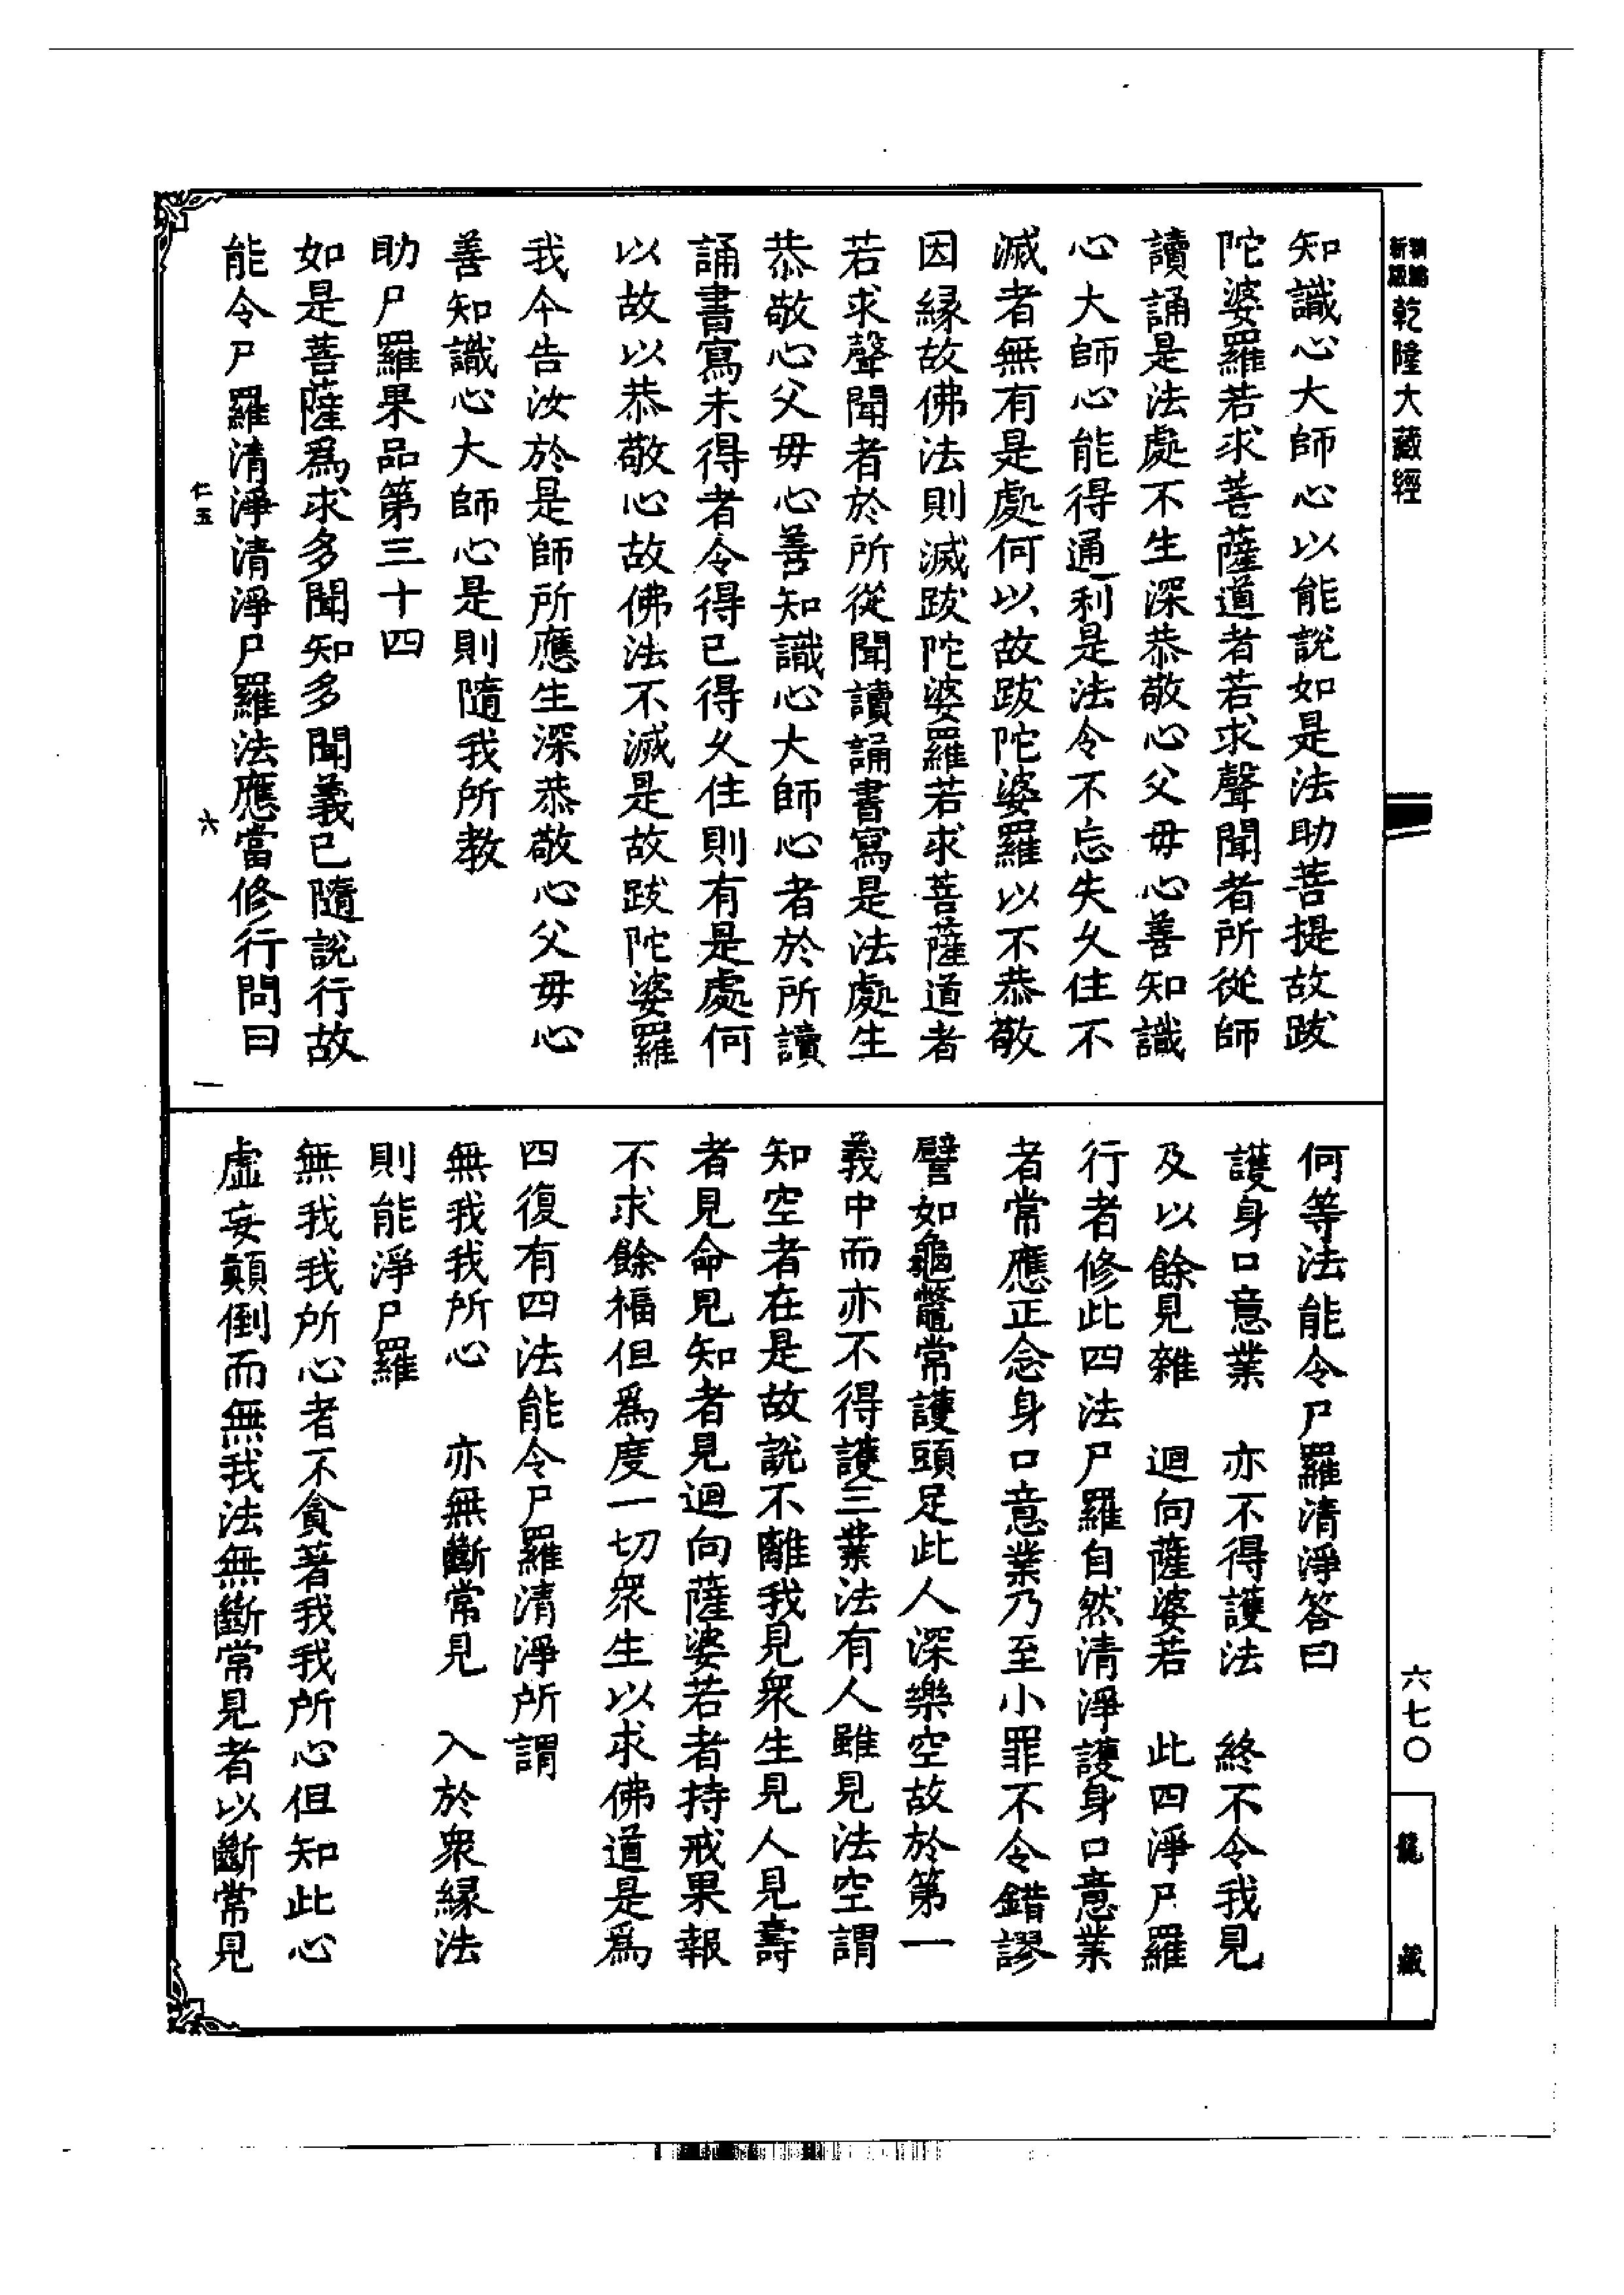 乾隆大藏經
知識心大師心以能說如是法助菩提故跋
陀婆羅若求菩薩道者若求聲聞者所從師
讀誦是法處不生深恭敬心父毋心善知識
心大師心能得通利是法令不忘失久住不
滅者無有是處何以故跋陀婆羅以不恭敬
因緣故佛法則滅跋陀婆羅若求菩薩道者
若求聲聞者於所從聞讀誦書寫是法處生
恭敬心父毋心善知識心大師心者於所讀
誦書寫未得者令得已得久住則有是處何
以故以恭敬心故佛法不滅是故跋陀婆羅
我今告汝於是師所應生深恭敬心父毋心
善知識心大師心是則隨我所教
助尸羅果品第三十四
如是菩薩為求多聞知多聞義已隨說行故
能令尸羅清淨清淨尸羅法應當修行問曰
仁五 六 一
何等法能令尸羅清淨答曰
護身口意業 亦不得護法 終不令我見
及以餘見雜 迴向薩婆若 此四淨尸羅
行者修此四法尸羅自然清淨護身口意業
者常應正念身口意業乃至小罪不令錯謬
譬如龜鼈常護頭足此人深樂空故於第一
義中而亦不得護三業法有人雖見法空謂
知空者在是故說不離我見衆生見人見壽
者見命見知者見迴向薩婆若者持戒果報
不求餘福但為度一切衆生以求佛道是為
四復有四法能令尸羅清淨所謂
無我我所心 亦無斷常見 入於衆緣法
則能淨尸羅
無我我所心者不貪著我我所心但知此心
虛妄顛倒而無我法無斷常見者以斷常見
六七〇
龍藏